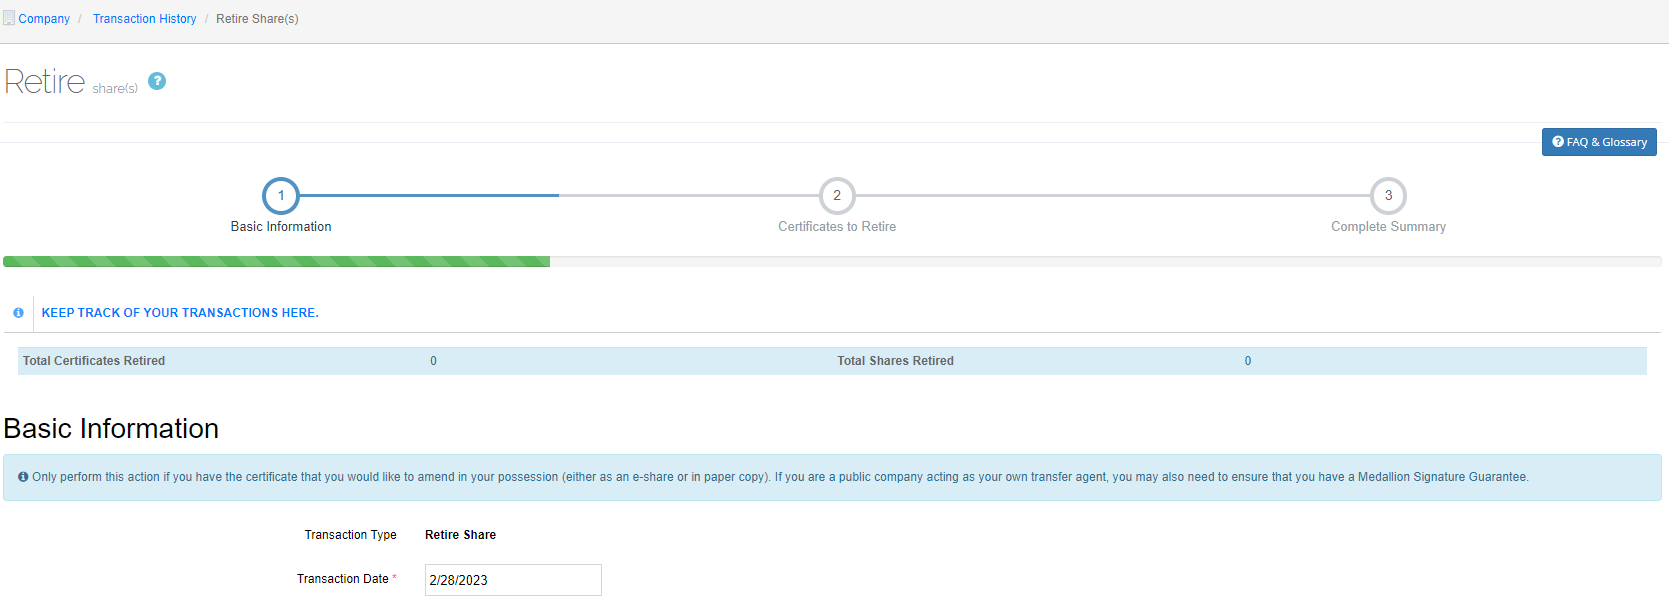 Company / Transaction History / Retire Share(s)
Retire share(s) ?
? FAQ & Glossary
1 2 3
Basic Information Certificates to Retire Complete Summary
KEEP TRACK OF YOUR TRANSACTIONS HERE.
Total Certificates Retired 0 Total Shares Retired 0
Basic Information
Only perform this action if you have the certificate that you would like to amend in your possession (either as an e-share or in paper copy). If you are a public company acting as your own transfer agent, you may also need to ensure that you have a Medallion Signature Guarantee.
Transaction Type Retire Share
Transaction Date * 2/28/2023